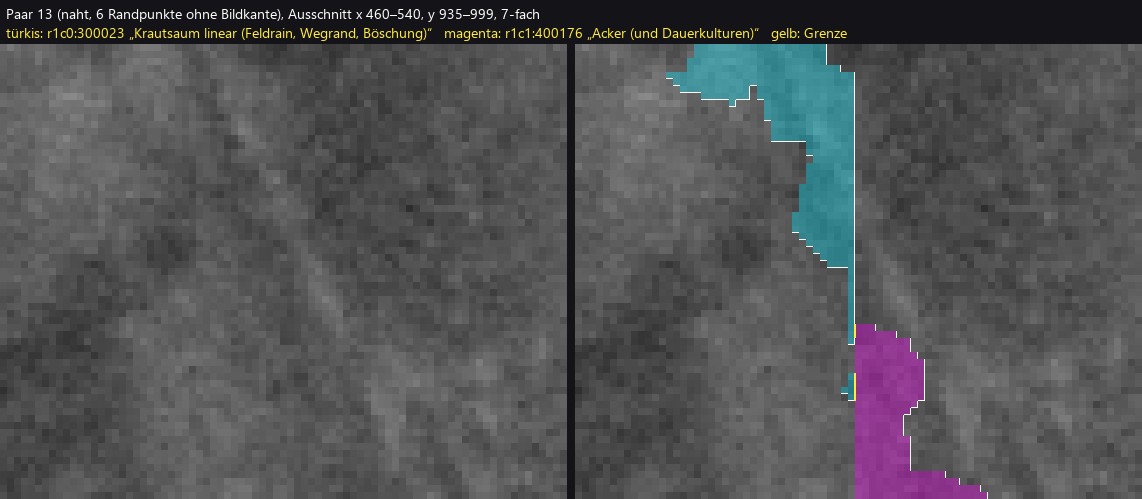 Paar 13 (naht, 6 Randpunkte ohne Bildkante), Ausschnitt x 460–540, y 935–999, 7-fach
türkis: r1c0:300023 „Krautsaum linear (Feldrain, Wegrand, Böschung)“ magenta: r1c1:400176 „Acker (und Dauerkulturen)“ gelb: Grenze